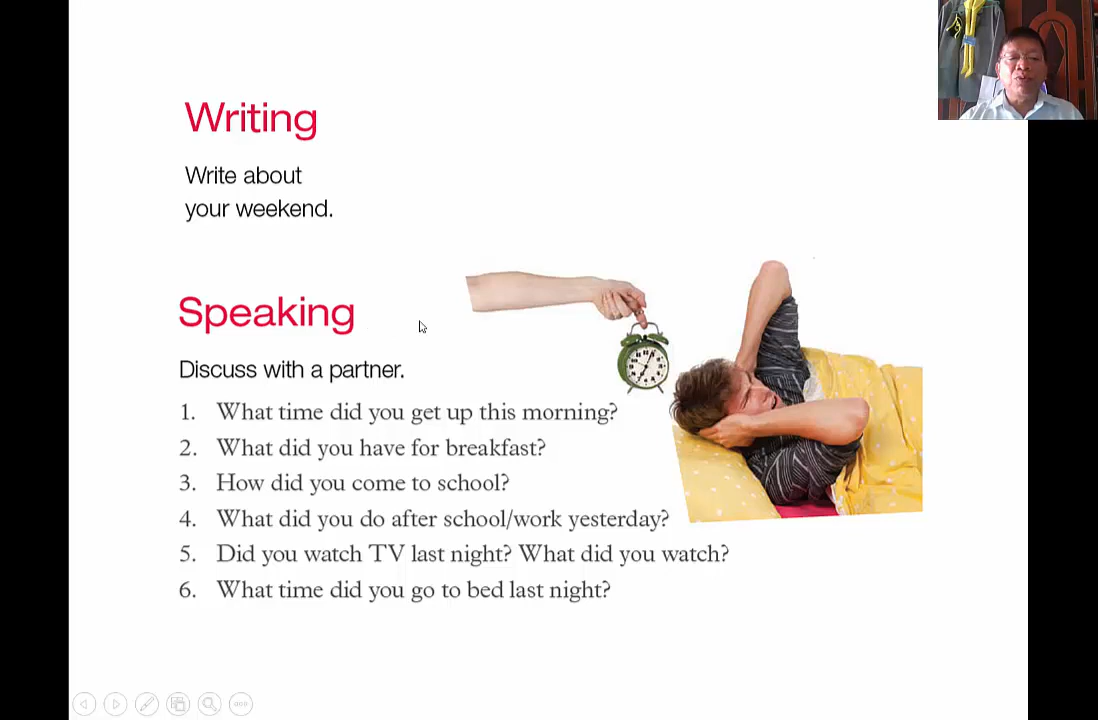 Writing
Write about
your weekend.
Speaking
Discuss with a partner.
1. What time did you get up this morning?
2. What did you have for breakfast?
3. How did you come to school?
4. What did you do after school/work yesterday?
5. Did you watch TV last night? What did you watch?
6. What time did you go to bed last night?